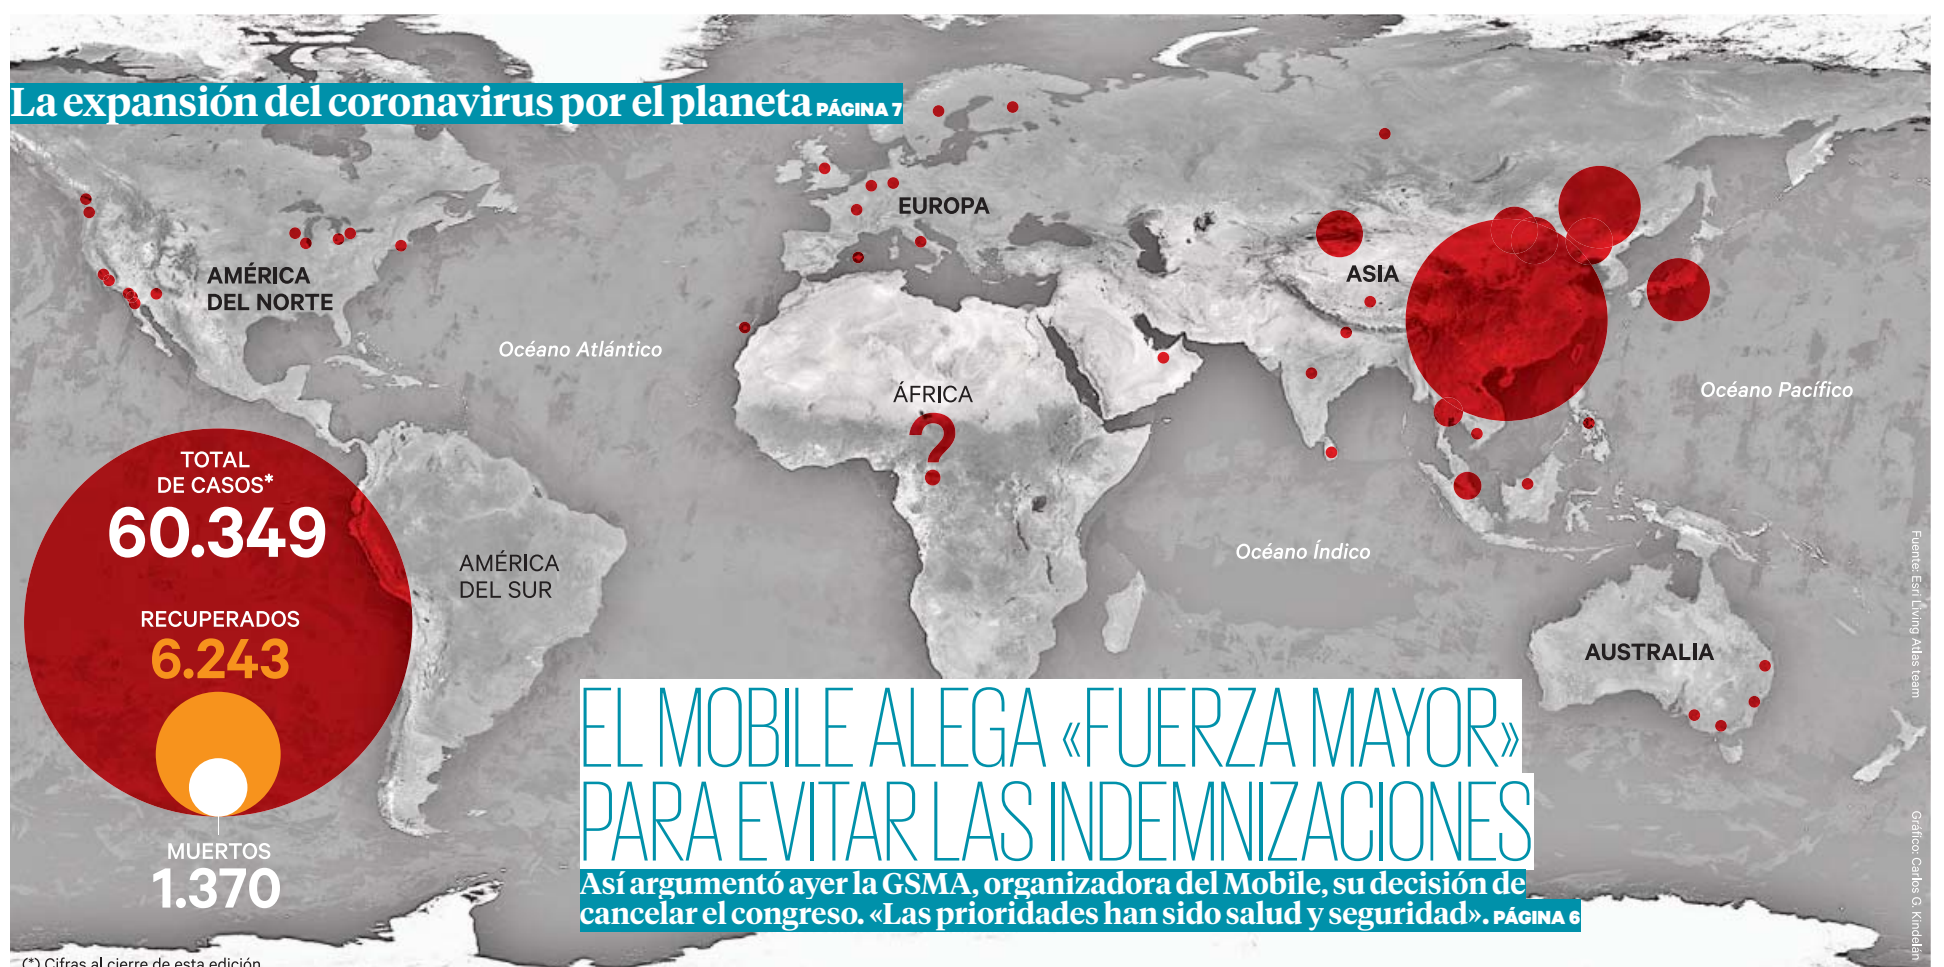 La expansión del coronavirus por el planeta PÁGINA 7
EUROPA
AMÉRICA
DEL NORTE
ASIA
Océano Atlántico
ÁFRICA
?
Océano Pacífico
TOTAL
DE CASOS*
60.349
AMÉRICA
DEL SUR
Océano Índico
RECUPERADOS
6.243
AUSTRALIA
EL MOBILE ALEGA «FUERZA MAYOR»
PARA EVITAR LAS INDEMNIZACIONES
Así argumentó ayer la GSMA, organizadora del Mobile, su decisión de
cancelar el congreso. «Las prioridades han sido salud y seguridad». PÁGINA 6
MUERTOS
1.370
(*) Cifras al cierre de esta edición
Fuente: Esri Living Atlas team
Gráfico: Carlos G. Kindelán